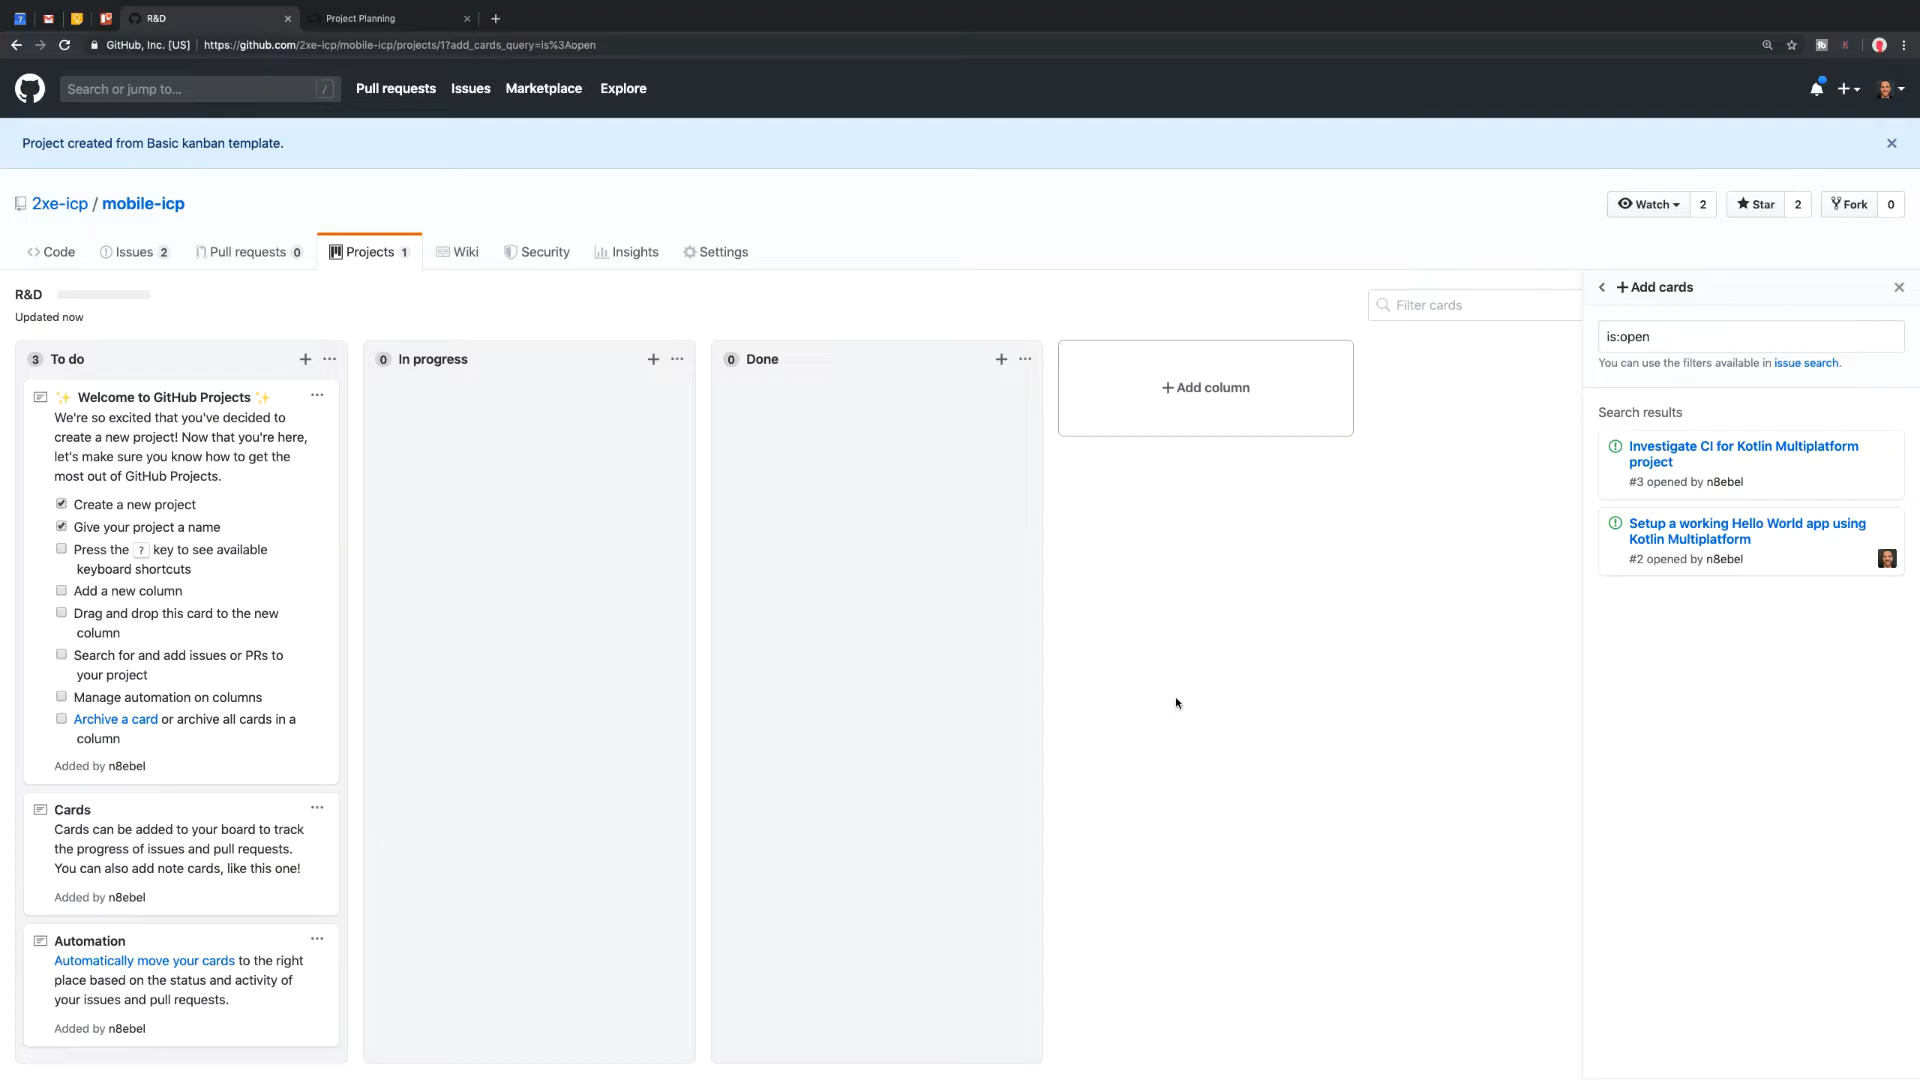 R&D
Project Planning
GitHub, Inc. [US] https://github.com/2xe-icp/mobile-icp/projects/1?add_cards_query=is%3Aopen
Search or jump to... /
Pull requests Issues Marketplace Explore
Project created from Basic kanban template.
2xe-icp / mobile-icp
Watch 2 Star 2 Fork 0
Code Issues 2 Pull requests 0 Projects 1 Wiki Security Insights Settings
R&D
Updated now
Filter cards
3 To do
Welcome to GitHub Projects
We're so excited that you've decided to
create a new project! Now that you're here,
let's make sure you know how to get the
most out of GitHub Projects.
Create a new project
Give your project a name
Press the ? key to see available
keyboard shortcuts
Add a new column
Drag and drop this card to the new
column
Search for and add issues or PRs to
your project
Manage automation on columns
Archive a card or archive all cards in a
column
Added by n8ebel
Cards
Cards can be added to your board to track
the progress of issues and pull requests.
You can also add note cards, like this one!
Added by n8ebel
Automation
Automatically move your cards to the right
place based on the status and activity of
your issues and pull requests.
Added by n8ebel
0 In progress
0 Done
Add column
Add cards
is:open
You can use the filters available in issue search.
Search results
Investigate CI for Kotlin Multiplatform
project
#3 opened by n8ebel
Setup a working Hello World app using
Kotlin Multiplatform
#2 opened by n8ebel